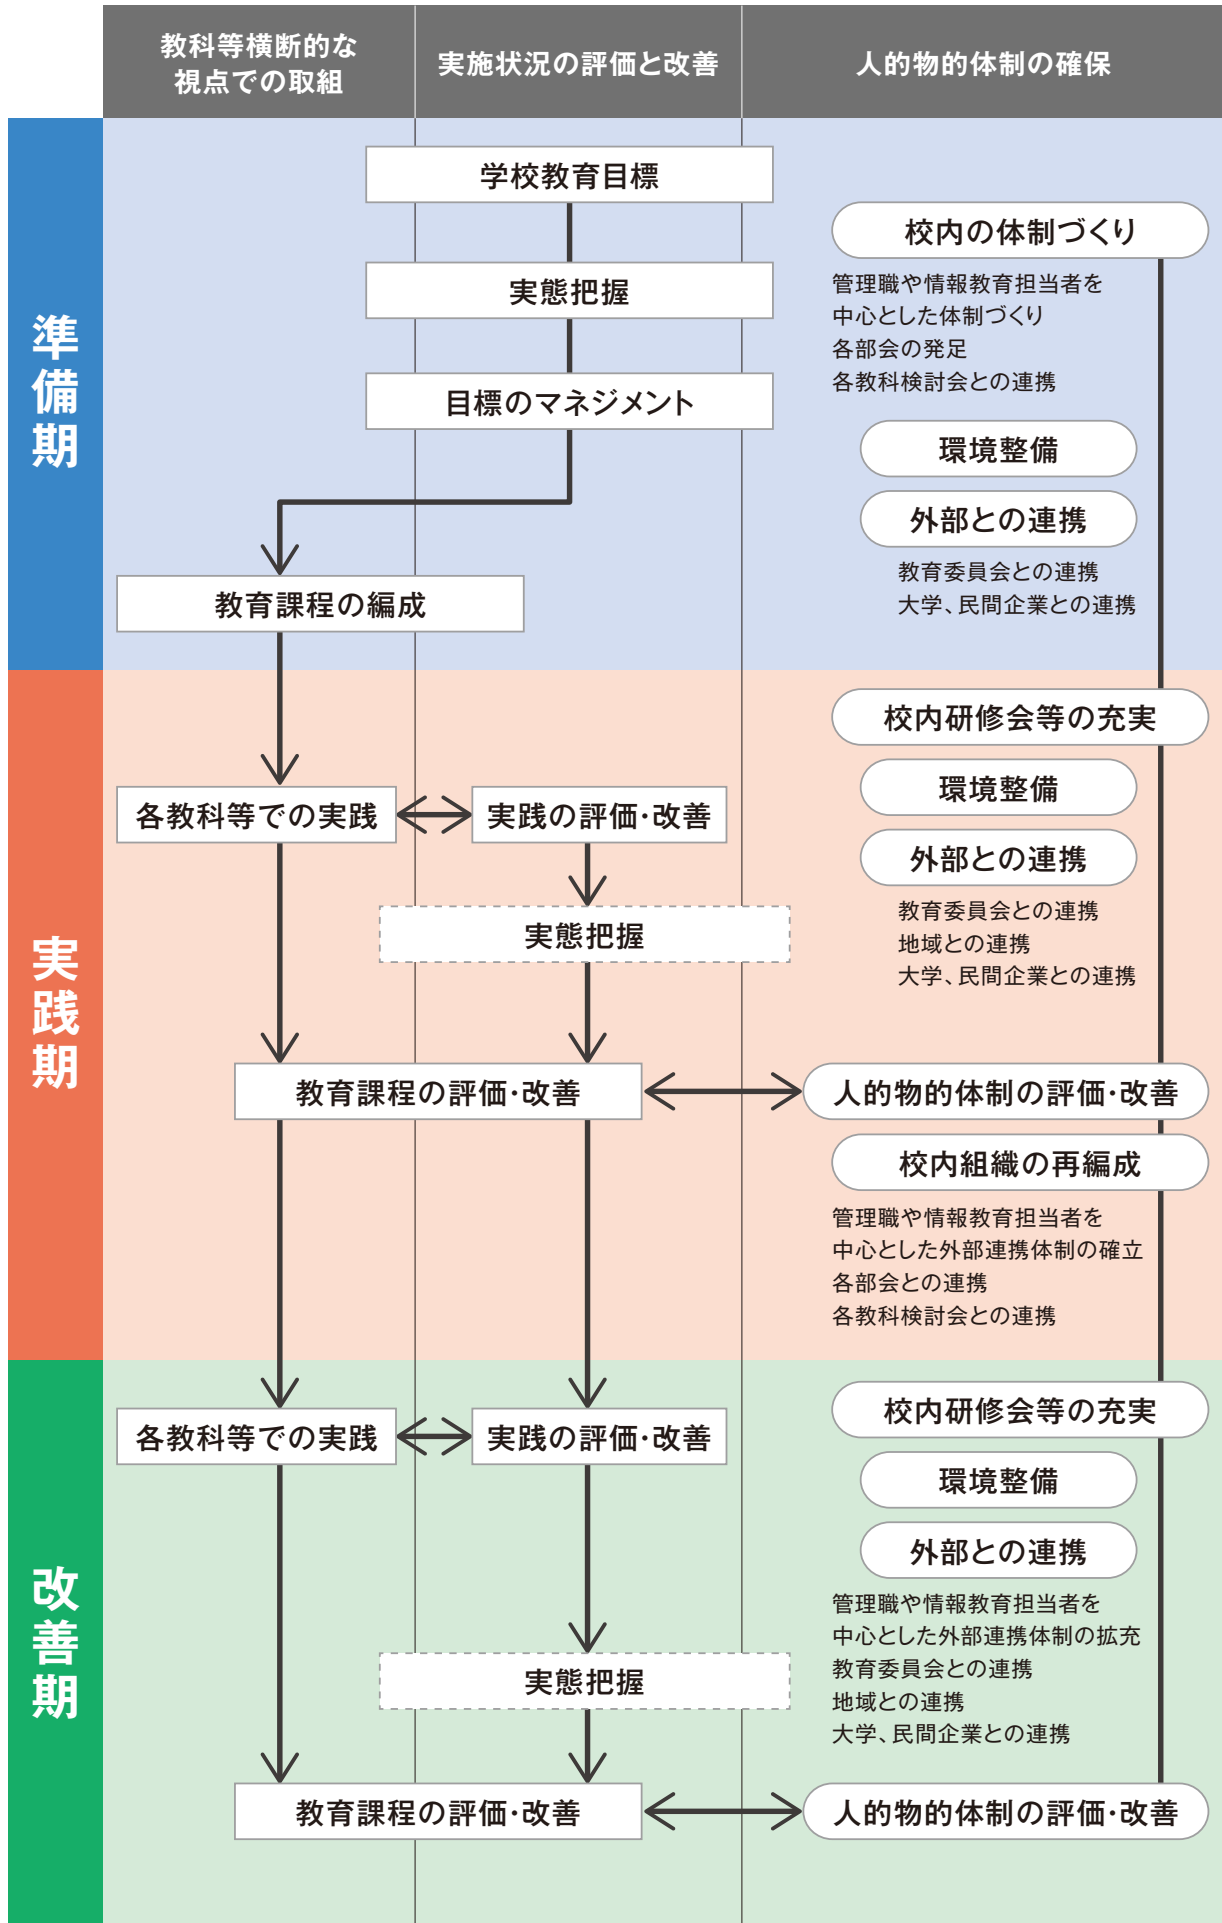 教科等横断的な
視点での取組
実施状況の評価と改善
人的物的体制の確保
準備期
学校教育目標
実態把握
目標のマネジメント
教育課程の編成
校内の体制づくり
管理職や情報教育担当者を
中心とした体制づくり
各部会の発足
各教科検討会との連携
環境整備
外部との連携
教育委員会との連携
大学、民間企業との連携
実践期
各教科等での実践
実践の評価・改善
実態把握
教育課程の評価・改善
校内研修会等の充実
環境整備
外部との連携
教育委員会との連携
地域との連携
大学、民間企業との連携
人的物的体制の評価・改善
校内組織の再編成
管理職や情報教育担当者を
中心とした外部連携体制の確立
各部会との連携
各教科検討会との連携
改善期
各教科等での実践
実践の評価・改善
実態把握
教育課程の評価・改善
校内研修会等の充実
環境整備
外部との連携
管理職や情報教育担当者を
中心とした外部連携体制の拡充
教育委員会との連携
地域との連携
大学、民間企業との連携
人的物的体制の評価・改善